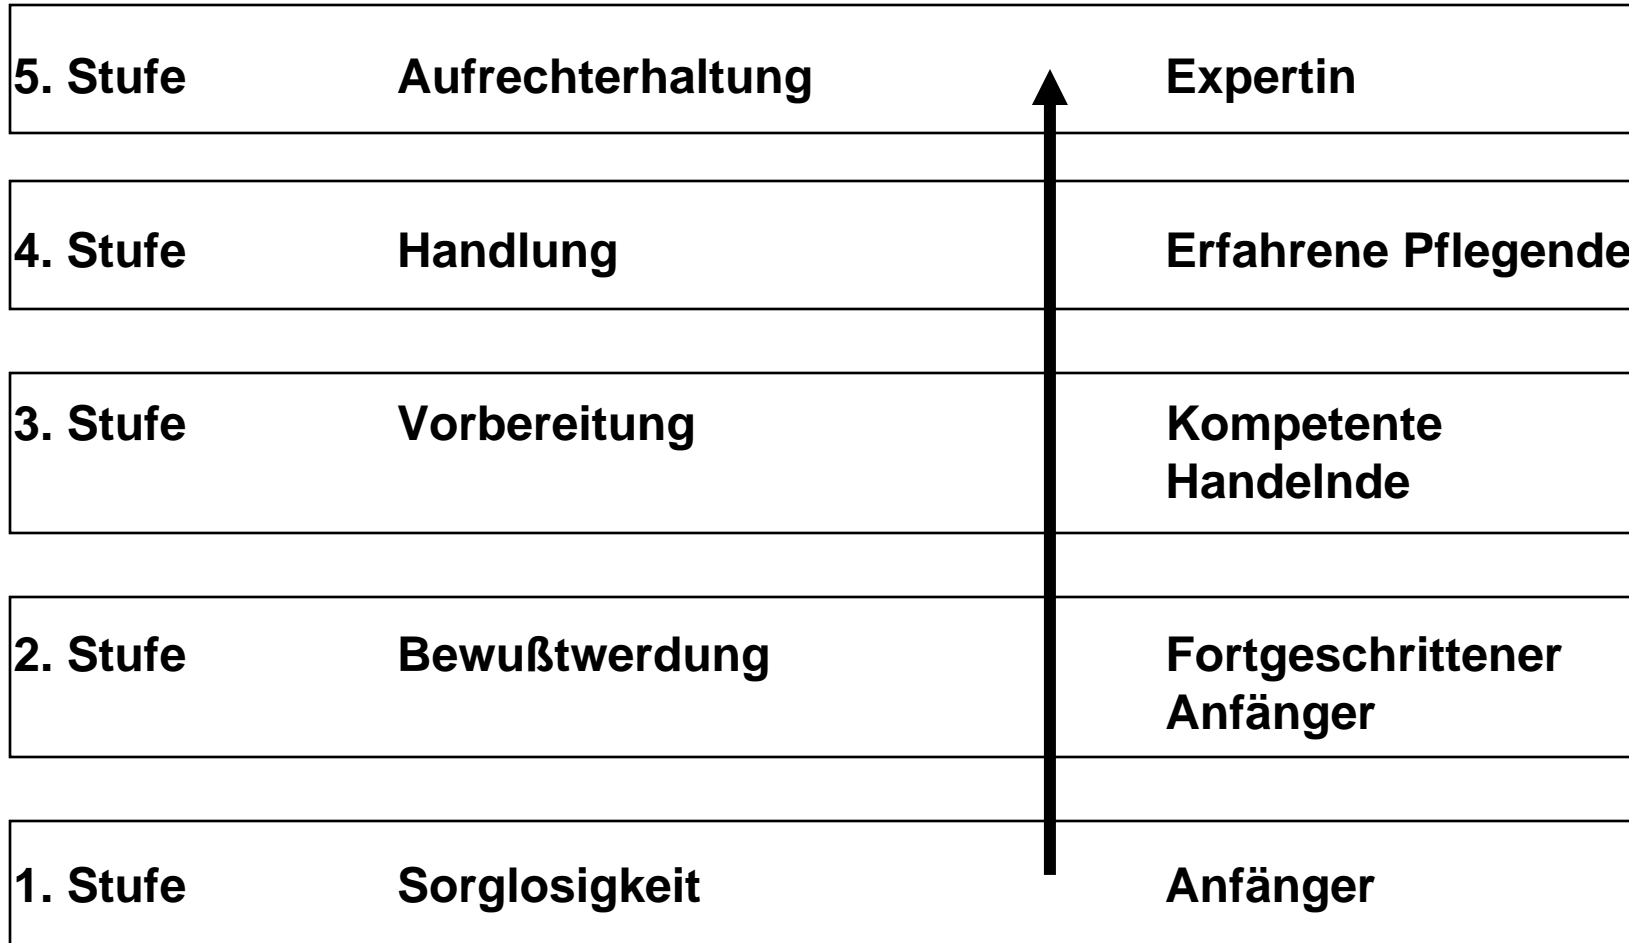 5. Stufe Aufrechterhaltung Expertin
4. Stufe Handlung Erfahrene Pflegende
3. Stufe Vorbereitung Kompetente
Handelnde
2. Stufe Bewußtwerdung Fortgeschrittener
Anfänger
1. Stufe Sorglosigkeit Anfänger